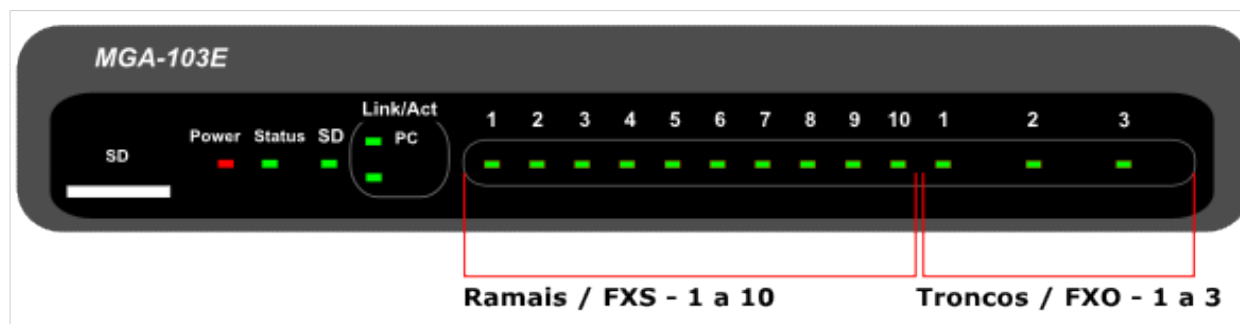 MGA-103E
Link/Act
1 2 3 4 5 6 7 8 9 10 1 2 3
Power Status SD PC
SD
Ramais / FXS - 1 a 10 Troncos / FXO - 1 a 3